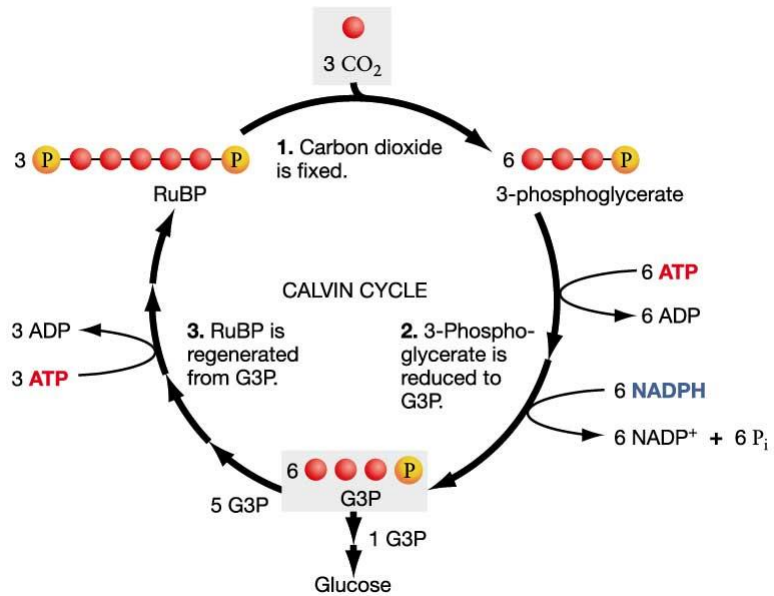 3 CO₂
3 P P
RuBP
1. Carbon dioxide
is fixed.
6 P
3-phosphoglycerate
6 ATP
6 ADP
CALVIN CYCLE
3 ADP
3 ATP
3. RuBP is
regenerated
from G3P.
2. 3-Phospho-
glycerate is
reduced to
G3P.
6 NADPH
6 NADP⁺ + 6 Pᵢ
6 P
G3P
5 G3P
1 G3P
Glucose